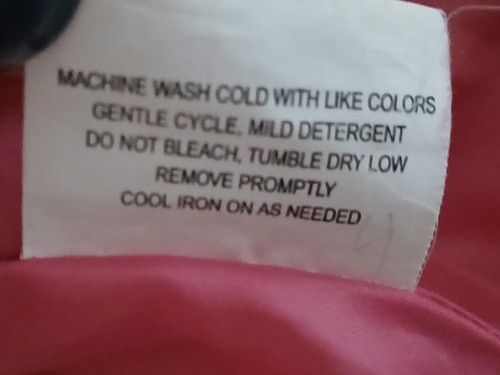 MACHINE WASH COLD WITH LIKE COLORS
GENTLE CYCLE, MILD DETERGENT
DO NOT BLEACH, TUMBLE DRY LOW
REMOVE PROMPTLY
COOL IRON ON AS NEEDED